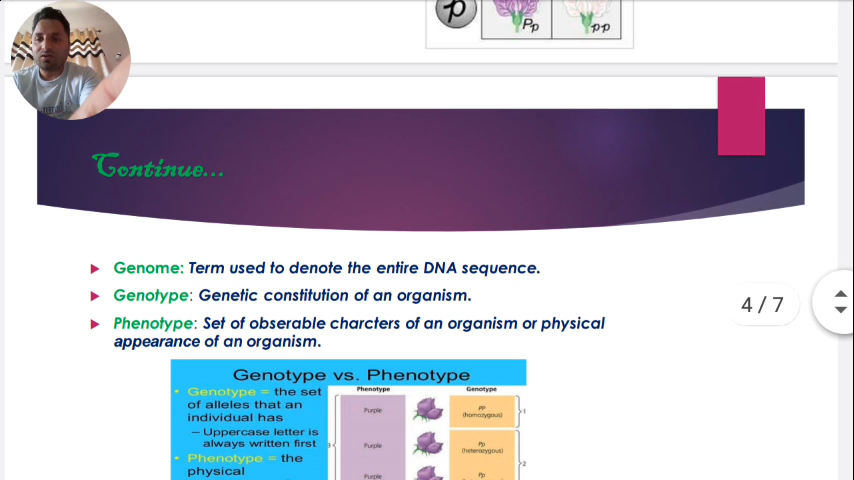 p
Pp
pp
Continue...
Genome: Term used to denote the entire DNA sequence.
Genotype: Genetic constitution of an organism.
Phenotype: Set of obserable charcters of an organism or physical
appearance of an organism.
4 / 7
Genotype vs. Phenotype
• Genotype = the set
of alleles that an
individual has
– Uppercase letter is
always written first
• Phenotype = the
physical
Phenotype
Genotype
Purple
PP
(homozygous)
1
3
Purple
Pp
(heterozygous)
2
Purple
Pp